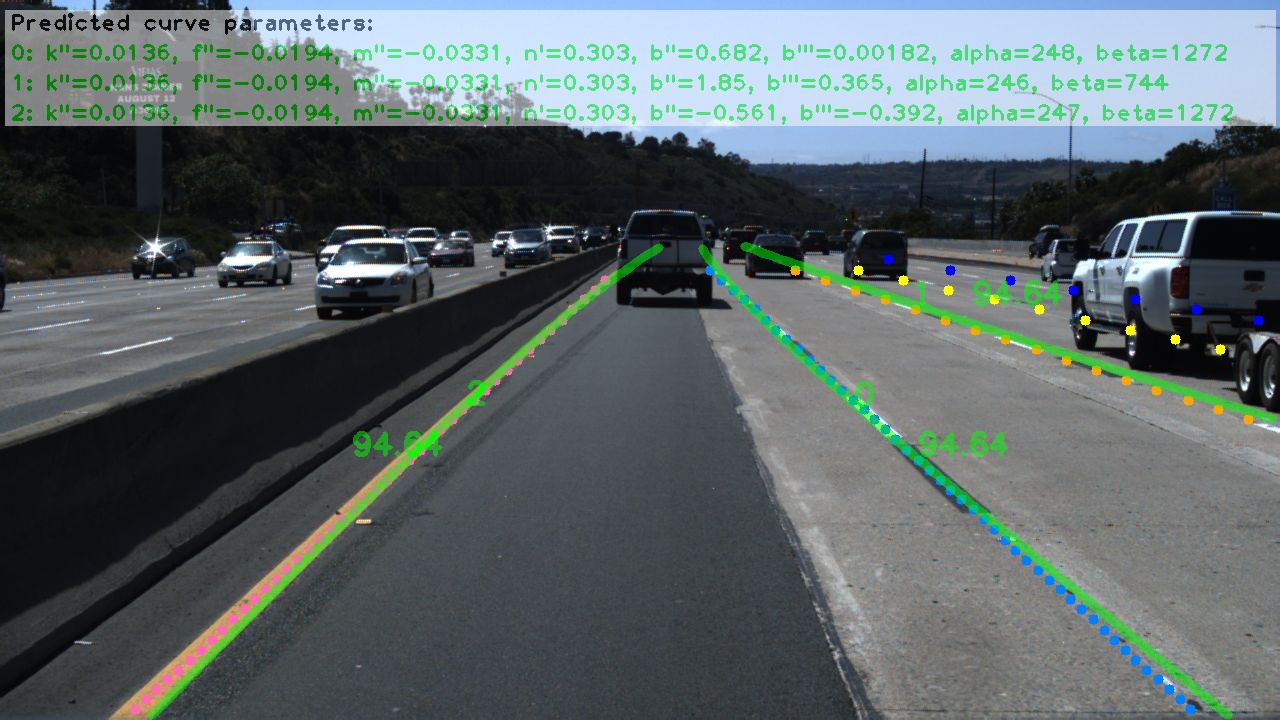 Predicted curve parameters:
0: k''=0.0136, f''=-0.0194, m''=-0.0331, n'=0.303, b''=0.682, b'''=0.00182, alpha=248, beta=1272
1: k''=0.0136, f''=-0.0194, m''=-0.0331, n'=0.303, b''=1.85, b'''=0.365, alpha=246, beta=744
AUGUST 12
2: k''=0.0136, f''=-0.0194, m''=-0.0331, n'=0.303, b''=-0.561, b'''=-0.392, alpha=247, beta=1272
1
94.64
2
0
94.64
94.64